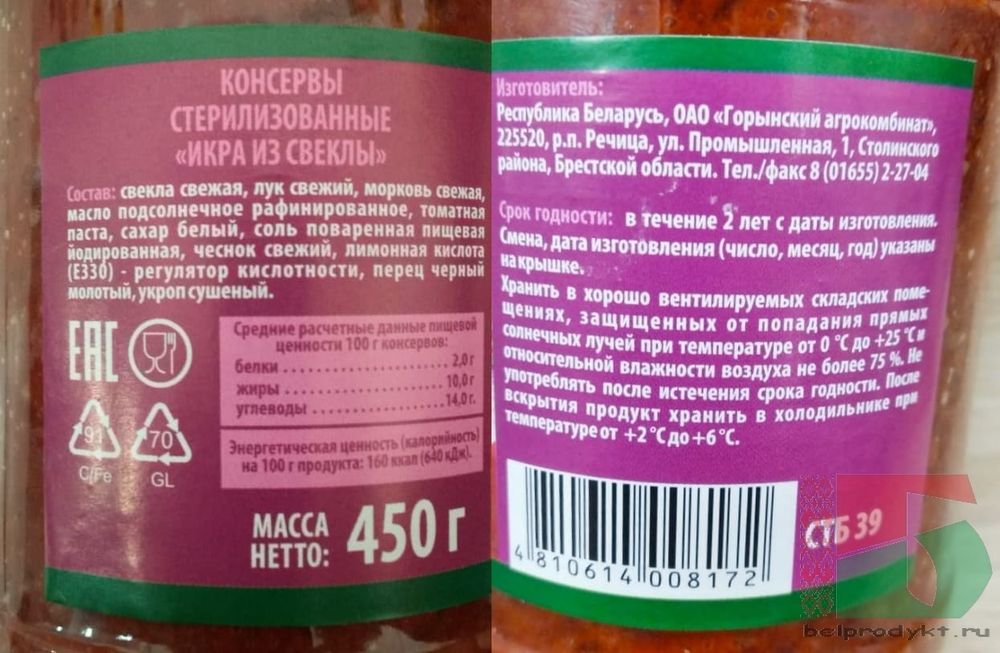 КОНСЕРВЫ
СТЕРИЛИЗОВАННЫЕ
«ИКРА ИЗ СВЕКЛЫ»
Состав: свекла свежая, лук свежий, морковь свежая,
масло подсолнечное рафинированное, томатная
паста, сахар белый, соль поваренная пищевая
йодированная, чеснок свежий, лимонная кислота
(Е330) - регулятор кислотности, перец черный
молотый, укроп сушеный.
ЕАС
Средние расчетные данные пищевой
ценности 100 г консервов:
белки .................... 2,0 г
жиры .................... 10,0 г
углеводы .................... 14,0 г.
91
C/Fe
70
GL
Энергетическая ценность (калорийность)
на 100 г продукта: 160 ккал (640 кДж).
МАССА
НЕТТО: 450 г
Изготовитель:
Республика Беларусь, ОАО «Горынский агрокомбинат»,
225520, р.п. Речица, ул. Промышленная, 1, Столинского
района, Брестской области. Тел./факс 8 (01655) 2-27-04
Срок годности: в течение 2 лет с даты изготовления.
Смена, дата изготовления (число, месяц, год) указаны
на крышке.
Хранить в хорошо вентилируемых складских поме-
щениях, защищенных от попадания прямых
солнечных лучей при температуре от 0 °С до +25 °С и
относительной влажности воздуха не более 75 %. Не
употреблять после истечения срока годности. После
вскрытия продукт хранить в холодильнике при
температуре от +2 °С до +6 °С.
4 810614 008172
СТБ 39
belprodykt.ru